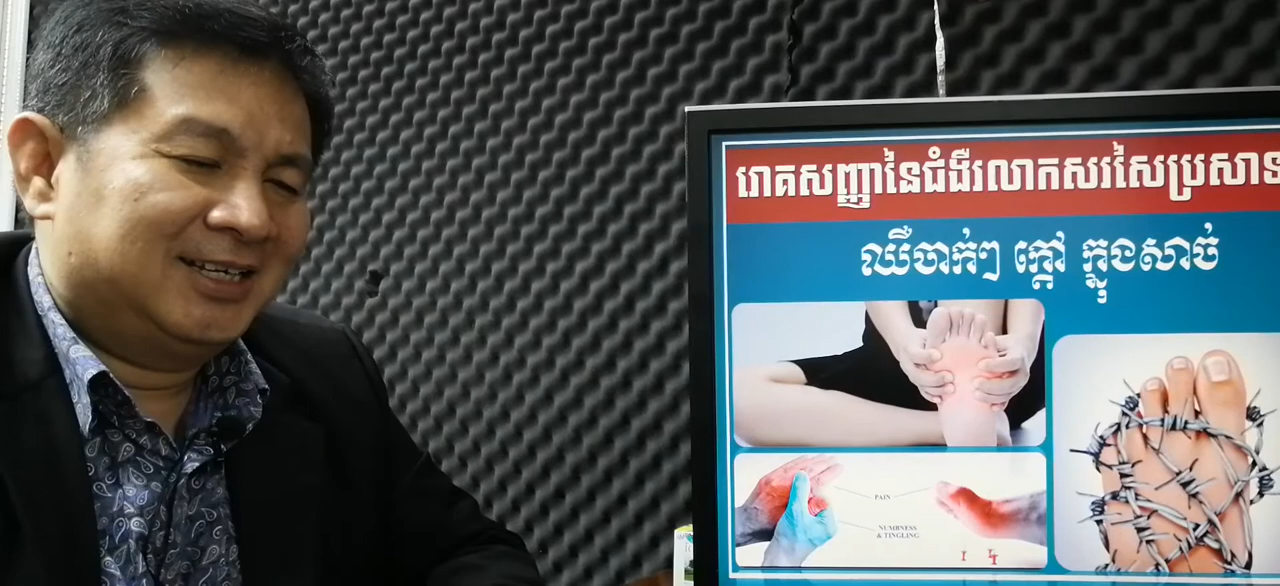 រោគសញ្ញានៃជំងឺរលាកសរសៃប្រសាទ
ឈឺចាក់ៗ ក្តៅ ក្នុងសាច់
PAIN
NUMBNESS
& TINGLING